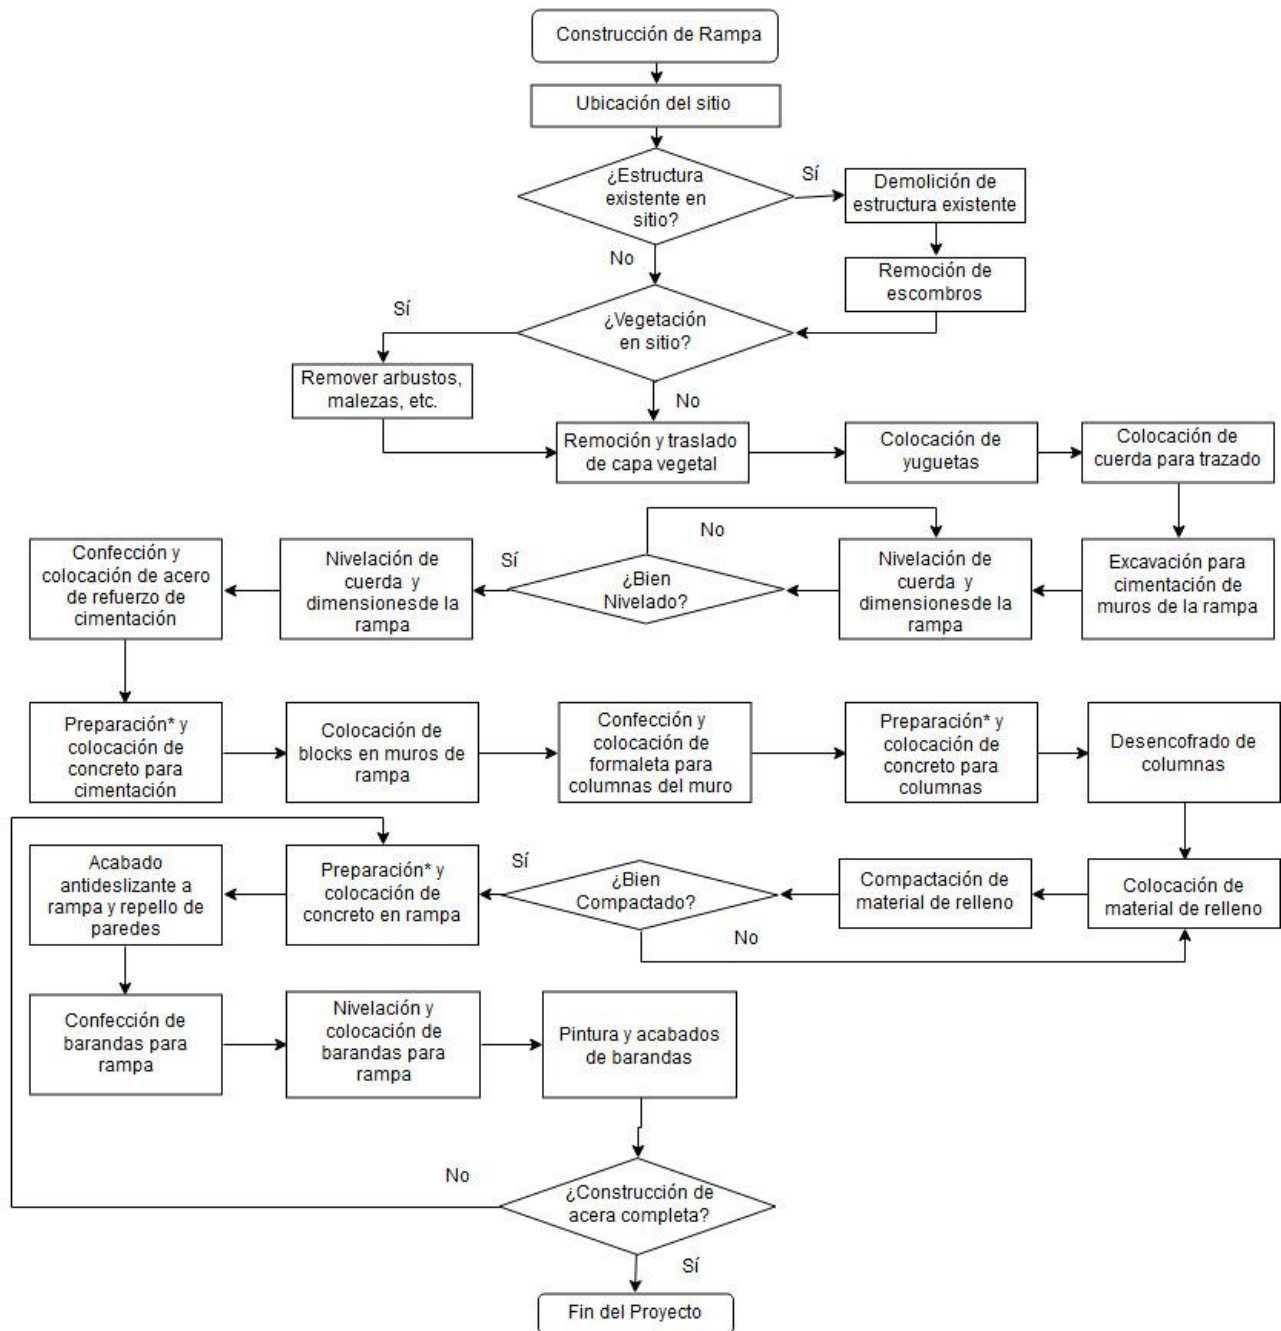 Construcción de Rampa
Ubicación del sitio
¿Estructura
existente en
sitio?
Sí
Demolición de
estructura existente
No
Remoción de
escombros
Sí
¿Vegetación
en sitio?
Remover arbustos,
malezas, etc.
No
Remoción y traslado
de capa vegetal
Colocación de
yuguetas
Colocación de
cuerda para trazado
No
Confección y
colocación de acero
de refuerzo de
cimentación
Nivelación de
cuerda y
dimensionesde la
rampa
Sí
¿Bien
Nivelado?
Nivelación de
cuerda y
dimensionesde la
rampa
Excavación para
cimentación de
muros de la rampa
Preparación* y
colocación de
concreto para
cimentación
Colocación de
blocks en muros de
rampa
Confección y
colocación de
formaleta para
columnas del muro
Preparación* y
colocación de
concreto para
columnas
Desencofrado de
columnas
Acabado
antideslizante a
rampa y repello de
paredes
Preparación* y
colocación de
concreto en rampa
Sí
¿Bien
Compactado?
Compactación de
material de relleno
Colocación de
material de relleno
No
Confección de
barandas para
rampa
Nivelación y
colocación de
barandas para
rampa
Pintura y acabados
de barandas
No
¿Construcción de
acera completa?
Sí
Fin del Proyecto